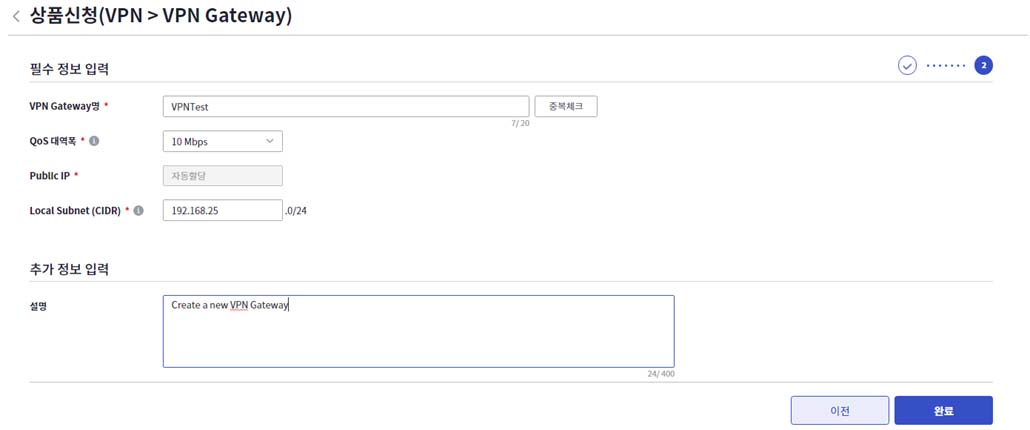 상품신청(VPN > VPN Gateway)
필수 정보 입력
2
VPN Gateway명 * VPNTest 중복체크
7/ 20
QoS 대역폭 * 10 Mbps
Public IP * 자동할당
Local Subnet (CIDR) * 192.168.25 .0/24
추가 정보 입력
설명 Create a new VPN Gateway
24/ 400
이전 완료